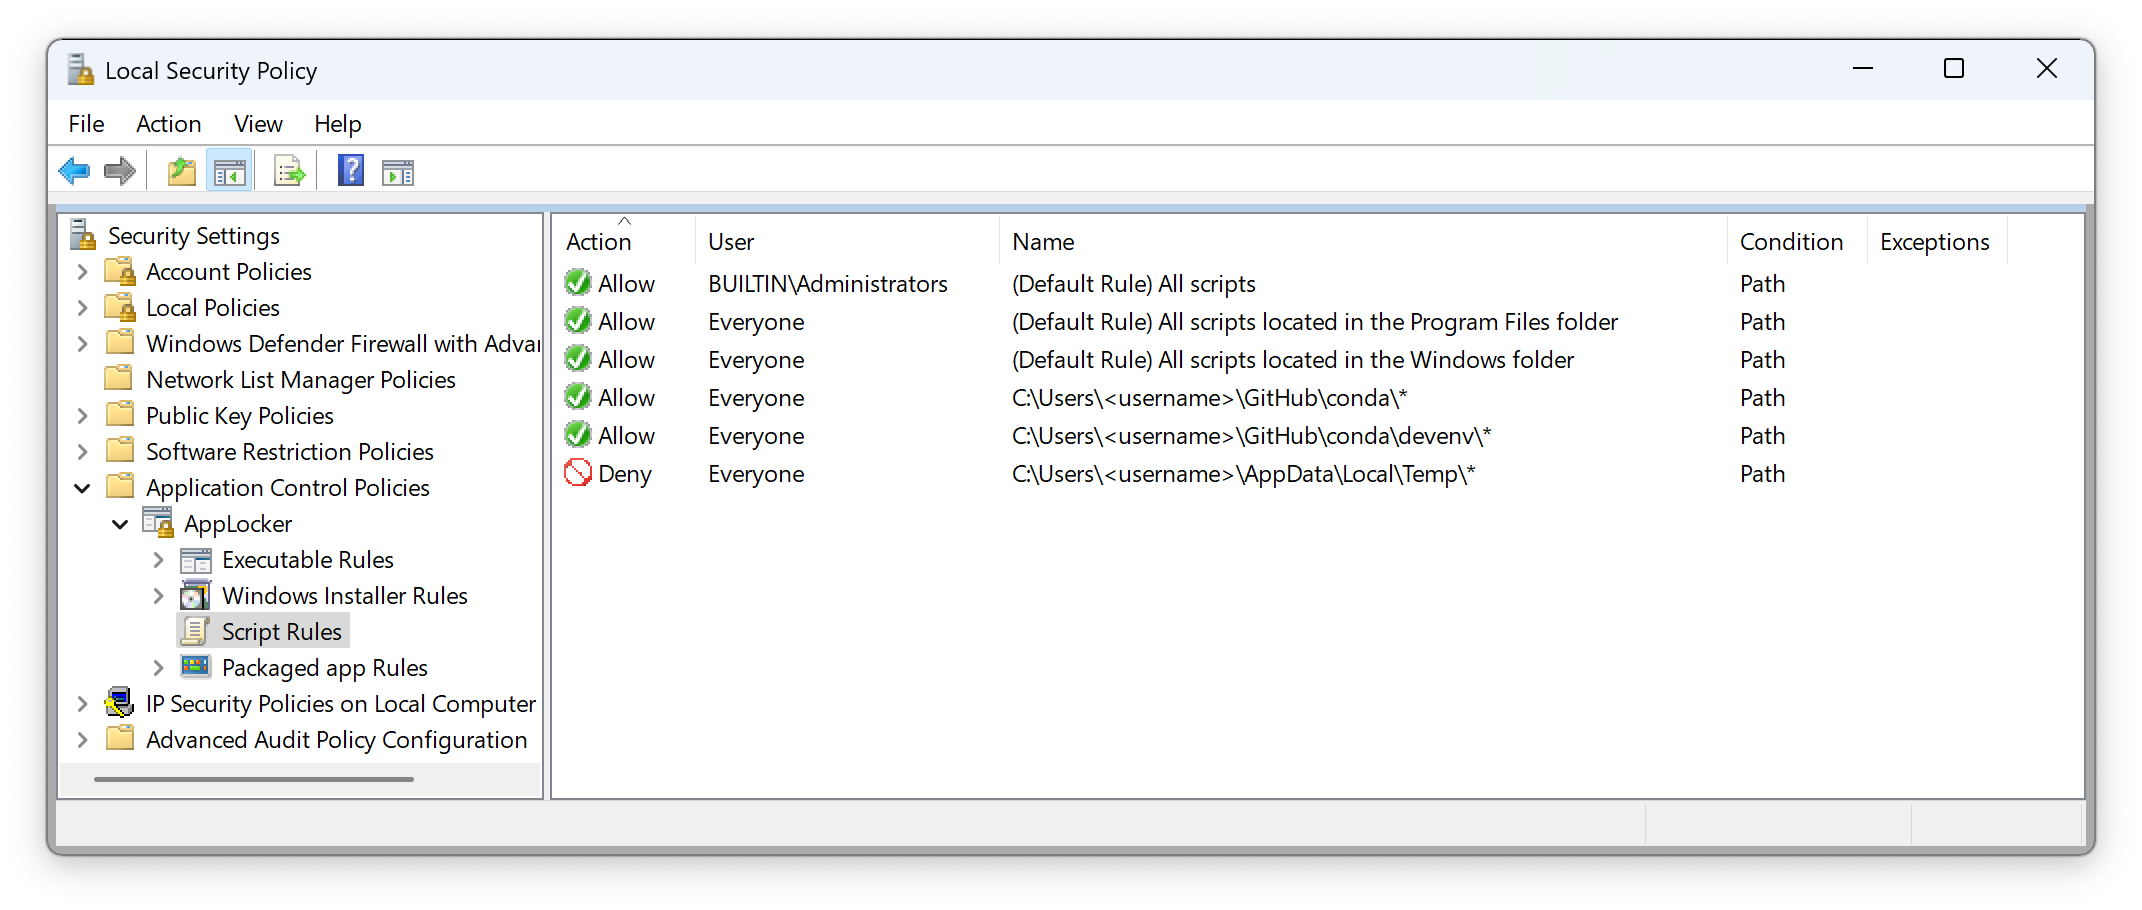 Local Security Policy
File Action View Help
Security Settings
Account Policies
Local Policies
Windows Defender Firewall with Adva
Network List Manager Policies
Public Key Policies
Software Restriction Policies
Application Control Policies
AppLocker
Executable Rules
Windows Installer Rules
Script Rules
Packaged app Rules
IP Security Policies on Local Computer
Advanced Audit Policy Configuration
Action User Name Condition Exceptions
Allow BUILTIN\Administrators (Default Rule) All scripts Path
Allow Everyone (Default Rule) All scripts located in the Program Files folder Path
Allow Everyone (Default Rule) All scripts located in the Windows folder Path
Allow Everyone C:\Users\<username>\GitHub\conda\* Path
Allow Everyone C:\Users\<username>\GitHub\conda\devenv\* Path
Deny Everyone C:\Users\<username>\AppData\Local\Temp\* Path